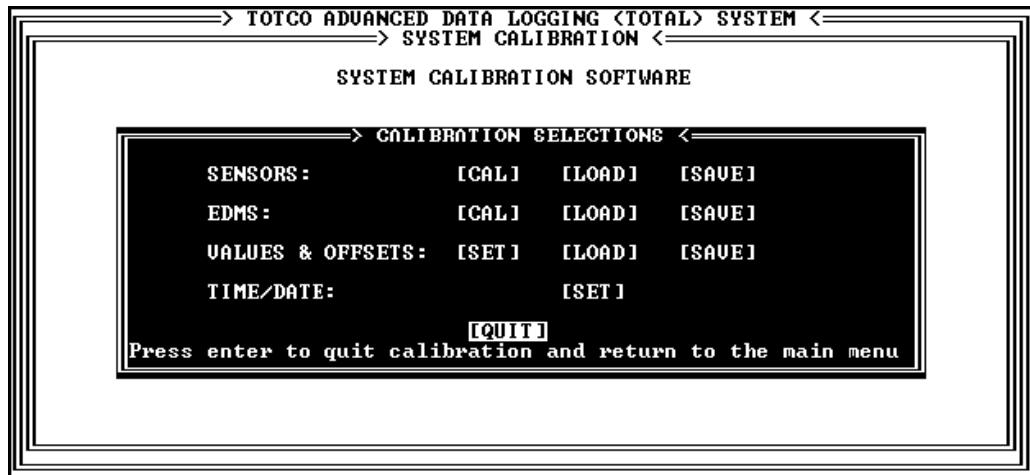 => TOTCO ADVANCED DATA LOGGING (TOTAL) SYSTEM <=
=> SYSTEM CALIBRATION <=
SYSTEM CALIBRATION SOFTWARE
=> CALIBRATION SELECTIONS <=
SENSORS: [CAL] [LOAD] [SAVE]
EDMS: [CAL] [LOAD] [SAVE]
VALUES & OFFSETS: [SET] [LOAD] [SAVE]
TIME/DATE: [SET]
[QUIT]
Press enter to quit calibration and return to the main menu